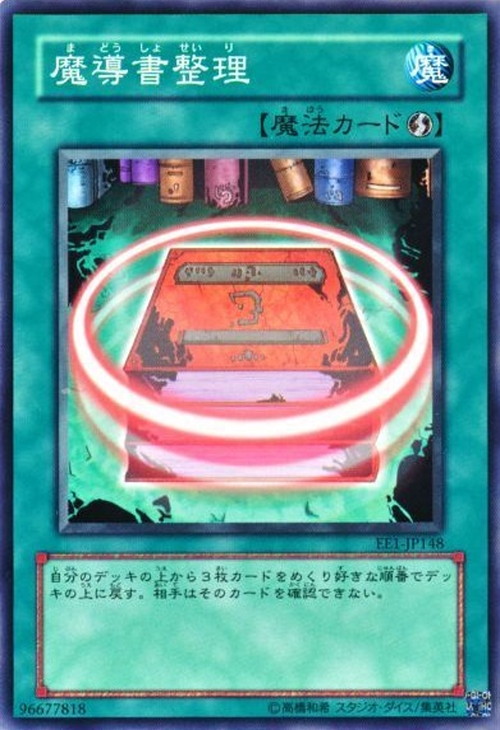 魔導書整理
魔
【魔法カード】
EE1-JP148
自分のデッキの上から3枚カードをめくり好きな順番でデッ
キの上に戻す。相手はそのカードを確認できない。
96677818
©高橋和希 スタジオ・ダイス/集英社